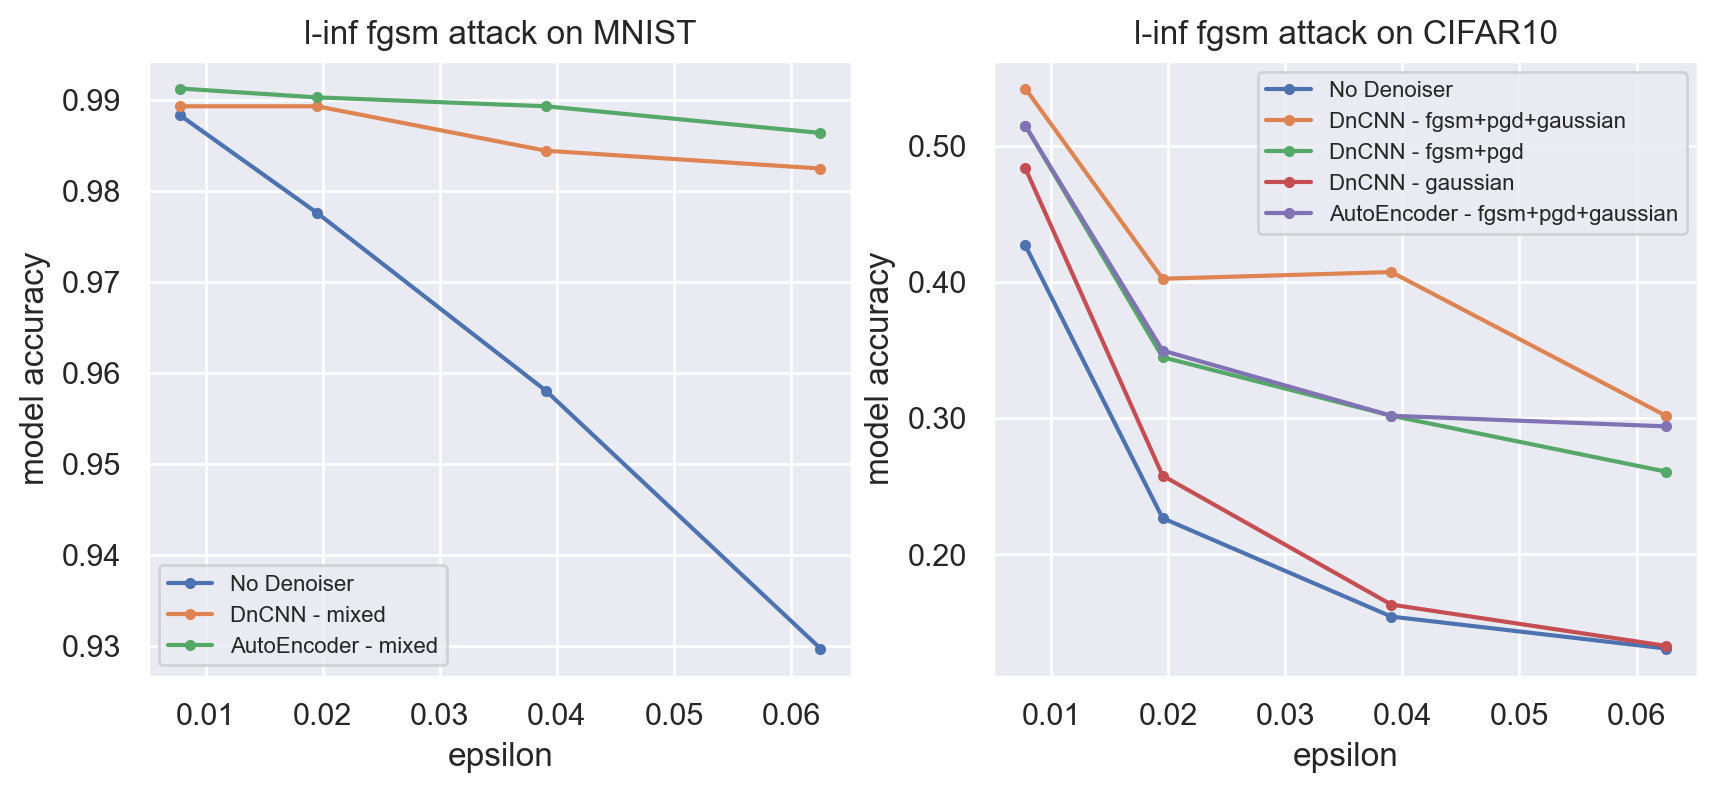 l-inf fgsm attack on MNIST
model accuracy
0.99
0.98
0.97
0.96
0.95
0.94
0.93
No Denoiser
DnCNN - mixed
AutoEncoder - mixed
0.01 0.02 0.03 0.04 0.05 0.06
epsilon
l-inf fgsm attack on CIFAR10
model accuracy
0.50
0.40
0.30
0.20
No Denoiser
DnCNN - fgsm+pgd+gaussian
DnCNN - fgsm+pgd
DnCNN - gaussian
AutoEncoder - fgsm+pgd+gaussian
0.01 0.02 0.03 0.04 0.05 0.06
epsilon